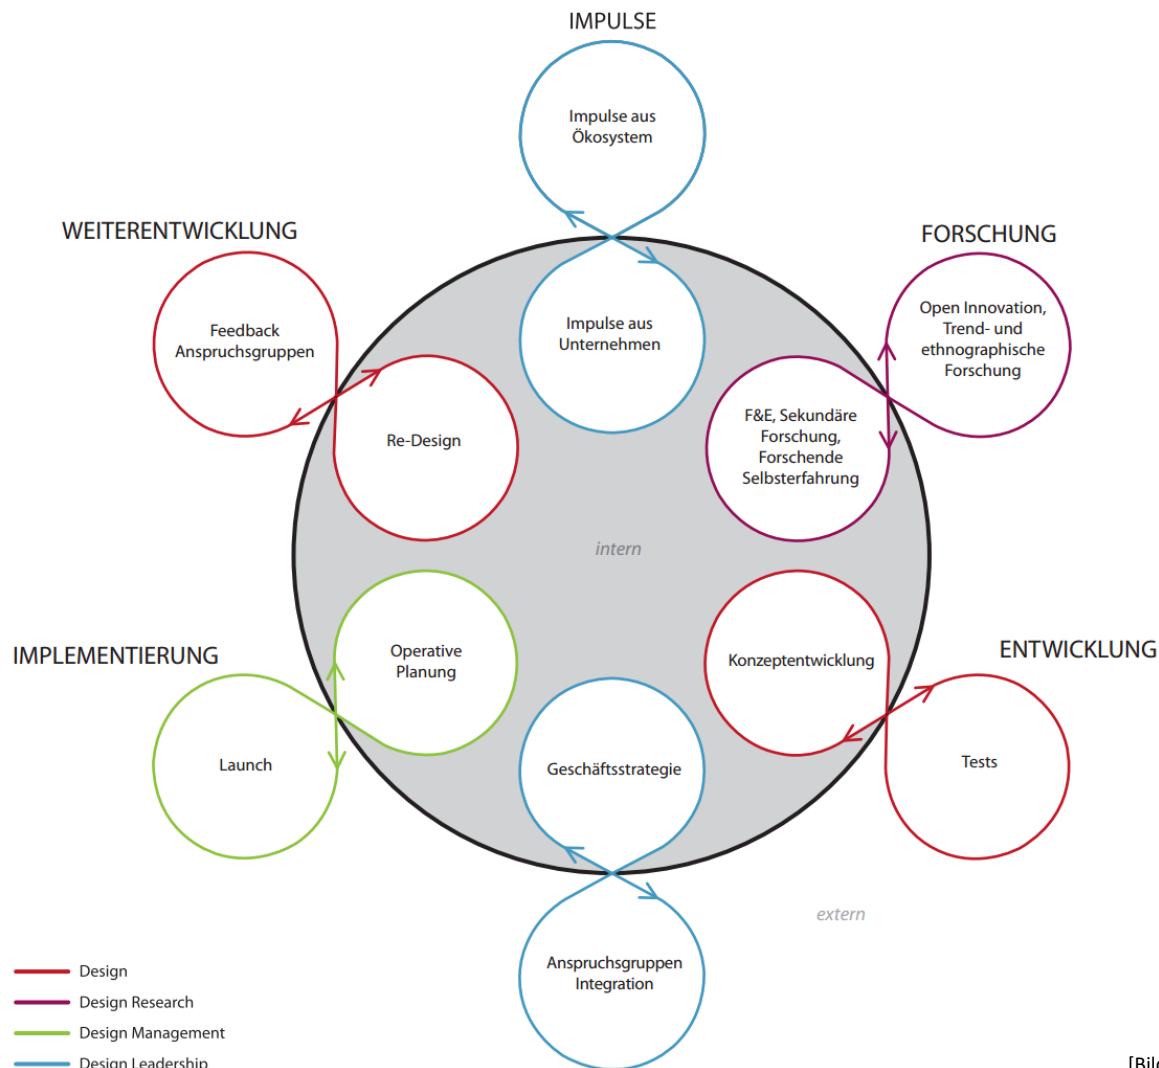 IMPULSE
Impulse aus
Ökosystem
WEITERENTWICKLUNG
FORSCHUNG
Feedback
Anspruchsgruppen
Impulse aus
Unternehmen
Open Innovation,
Trend- und
ethnographische
Forschung
Re-Design
F&E, Sekundäre
Forschung,
Forschende
Selbsterfahrung
intern
IMPLEMENTIERUNG
Operative
Planung
Konzeptentwicklung
ENTWICKLUNG
Launch
Geschäftsstrategie
Tests
extern
Anspruchsgruppen
Integration
Design
Design Research
Design Management
Design Leadership
[Bild